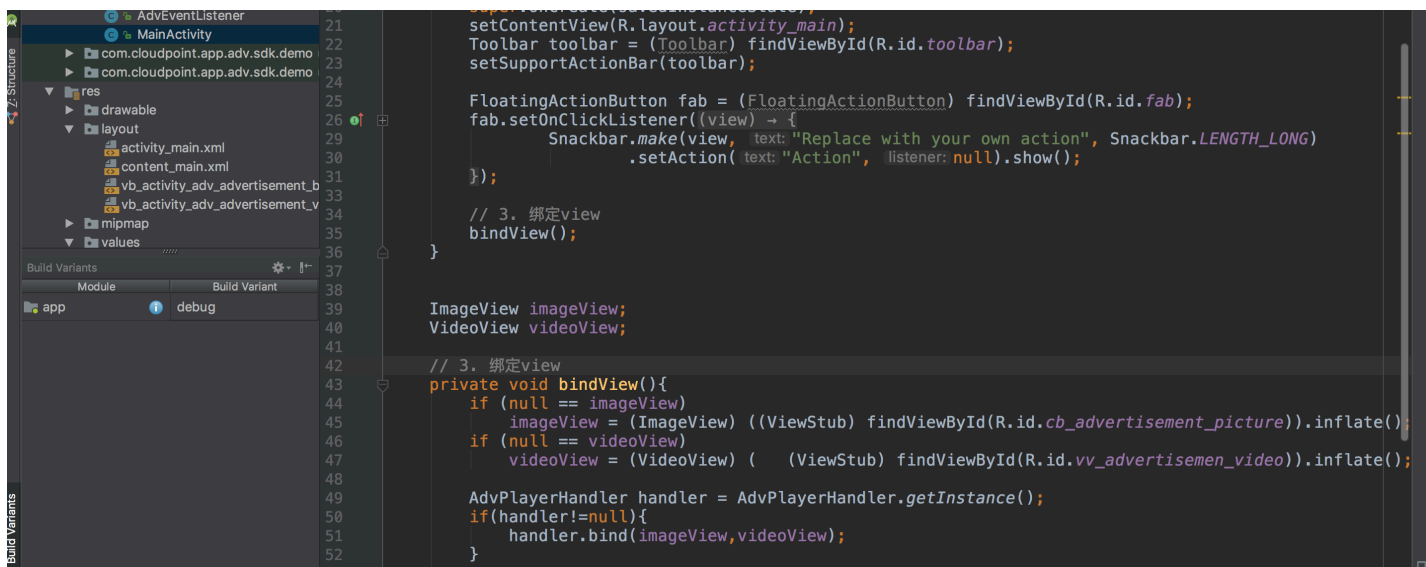 AdvEventListener
MainActivity
com.cloudpoint.app.adv.sdk.demo
com.cloudpoint.app.adv.sdk.demo
res
drawable
layout
activity_main.xml
content_main.xml
vb_activity_adv_advertisement_b
vb_activity_adv_advertisement_v
mipmap
values
Z: Structure
Build Variants
Module Build Variant
app debug
Build Variants
21 setContentView(R.layout.activity_main);
22 Toolbar toolbar = (Toolbar) findViewById(R.id.toolbar);
23 setSupportActionBar(toolbar);
24
25 FloatingActionButton fab = (FloatingActionButton) findViewById(R.id.fab);
26 fab.setOnClickListener((view) → {
29 Snackbar.make(view, text: "Replace with your own action", Snackbar.LENGTH_LONG)
30 .setAction( text: "Action", listener: null).show();
31 });
33
34 // 3. 绑定view
35 bindView();
36 }
37
38
39 ImageView imageView;
40 VideoView videoView;
41
42 // 3. 绑定view
43 private void bindView(){
44 if (null == imageView)
45 imageView = (ImageView) ((ViewStub) findViewById(R.id.cb_advertisement_picture)).inflate();
46 if (null == videoView)
47 videoView = (VideoView) ( (ViewStub) findViewById(R.id.vv_advertisemen_video)).inflate();
48
49 AdvPlayerHandler handler = AdvPlayerHandler.getInstance();
50 if(handler!=null){
51 handler.bind(imageView,videoView);
52 }